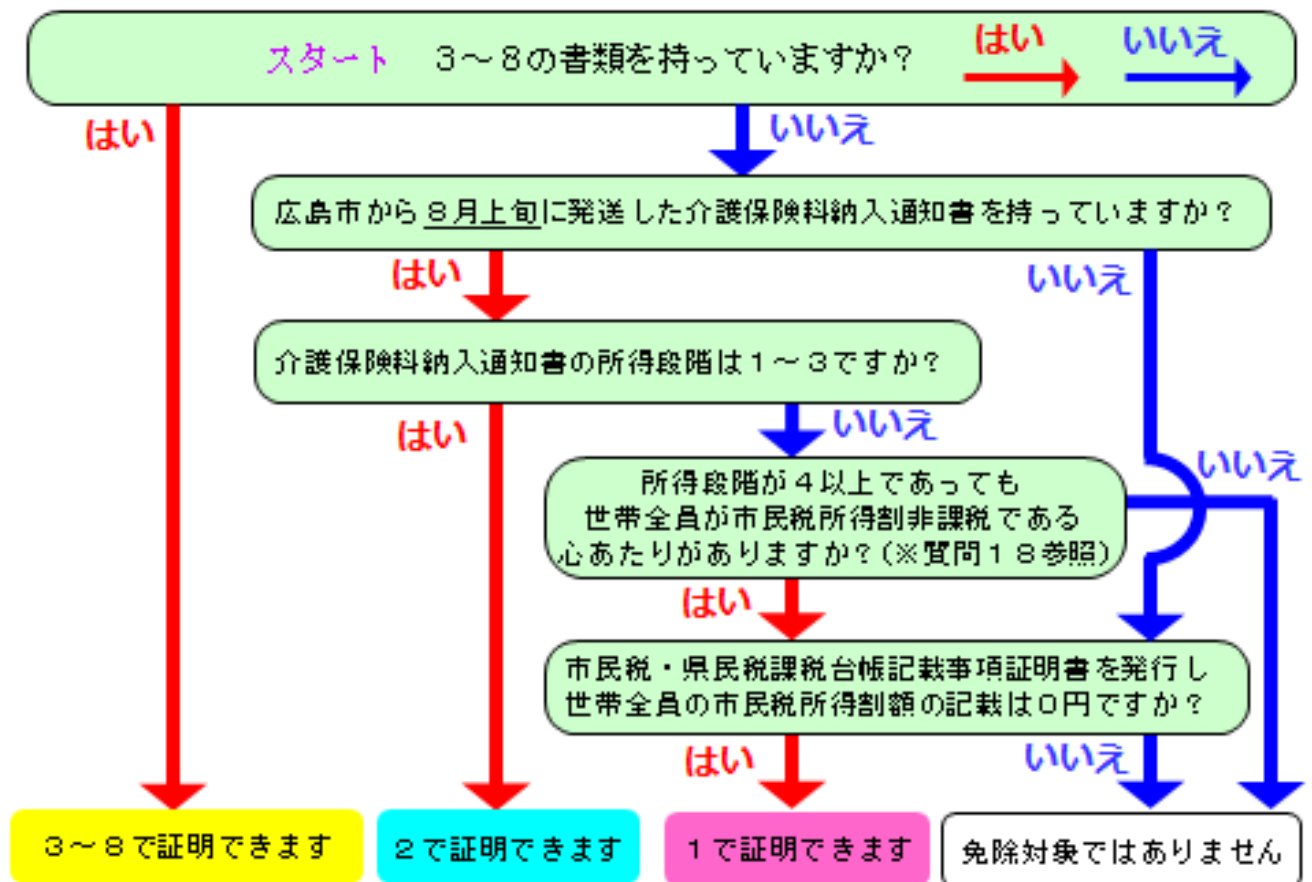 スタート ３～８の書類を持っていますか？ はい いいえ
はい
いいえ
広島市から８月上旬に発送した介護保険料納入通知書を持っていますか？
はい
いいえ
介護保険料納入通知書の所得段階は１～３ですか？
はい
いいえ
所得段階が４以上であっても
世帯全員が市民税所得割非課税である
心あたりがありますか？（※質問１８参照）
いいえ
はい
市民税・県民税課税台帳記載事項証明書を発行し
世帯全員の市民税所得割額の記載は０円ですか？
はい
いいえ
３～８で証明できます
２で証明できます
１で証明できます
免除対象ではありません